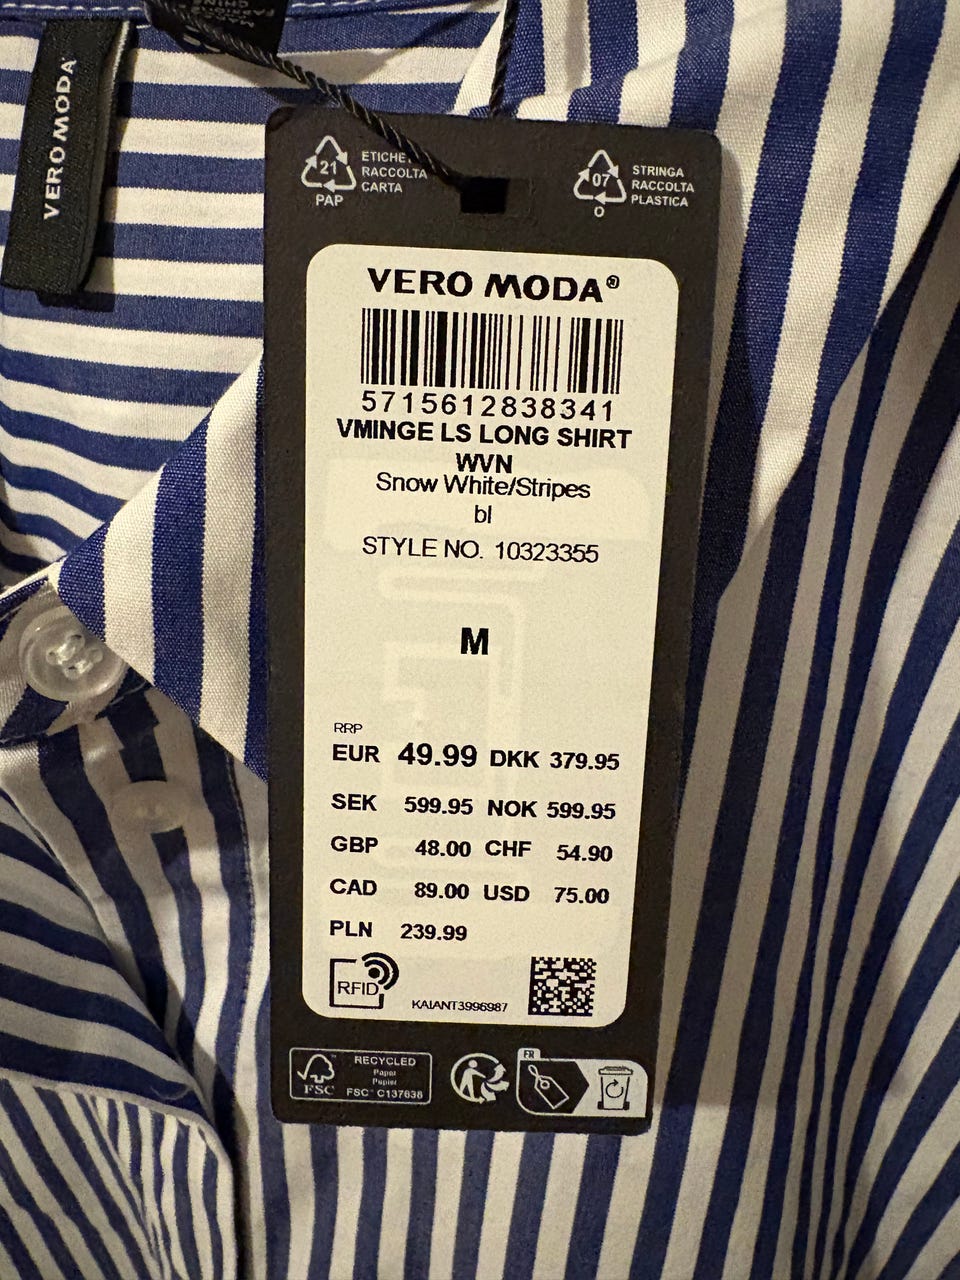 VERO MODA
21
PAP
RACCOLTA
CARTA
07
O
STRINGA
RACCOLTA
PLASTICA
VERO MODA®
5715612838341
VMINGE LS LONG SHIRT
WVN
Snow White/Stripes
bl
STYLE NO. 10323355
M
RRP
EUR 49.99 DKK 379.95
SEK 599.95 NOK 599.95
GBP 48.00 CHF 54.90
CAD 89.00 USD 75.00
PLN 239.99
RFID
KAIANT3996987
FSC
RECYCLED
Paper
Papier
FSC™ C137638
FR